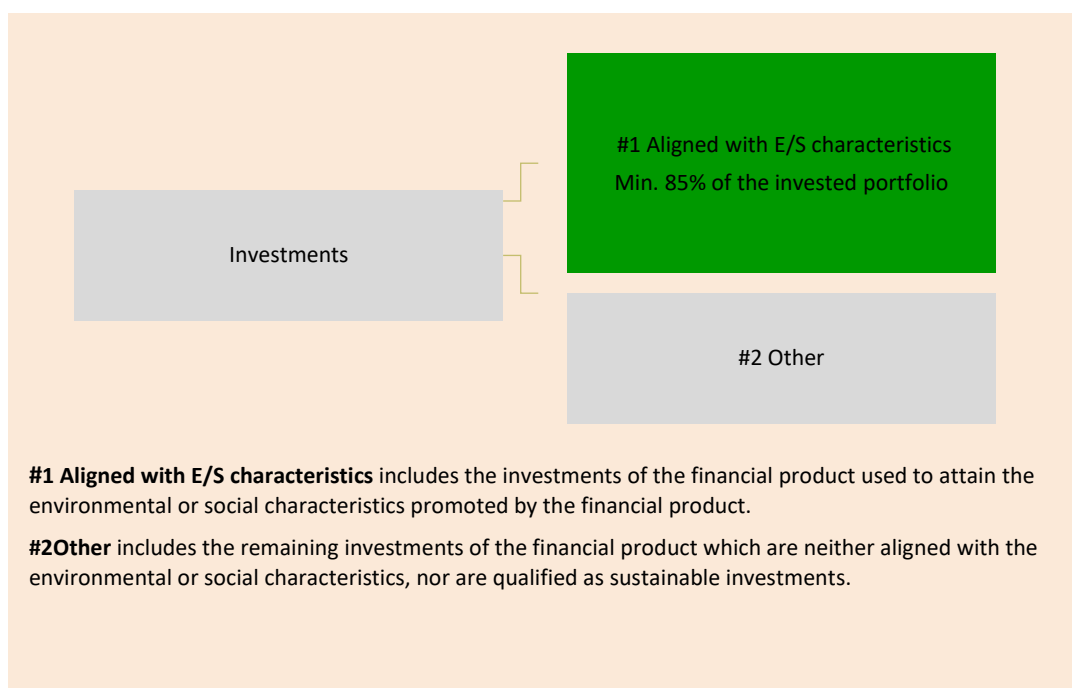 #1 Aligned with E/S characteristics
Min. 85% of the invested portfolio
Investments
#2 Other
#1 Aligned with E/S characteristics includes the investments of the financial product used to attain the
environmental or social characteristics promoted by the financial product.
#2Other includes the remaining investments of the financial product which are neither aligned with the
environmental or social characteristics, nor are qualified as sustainable investments.